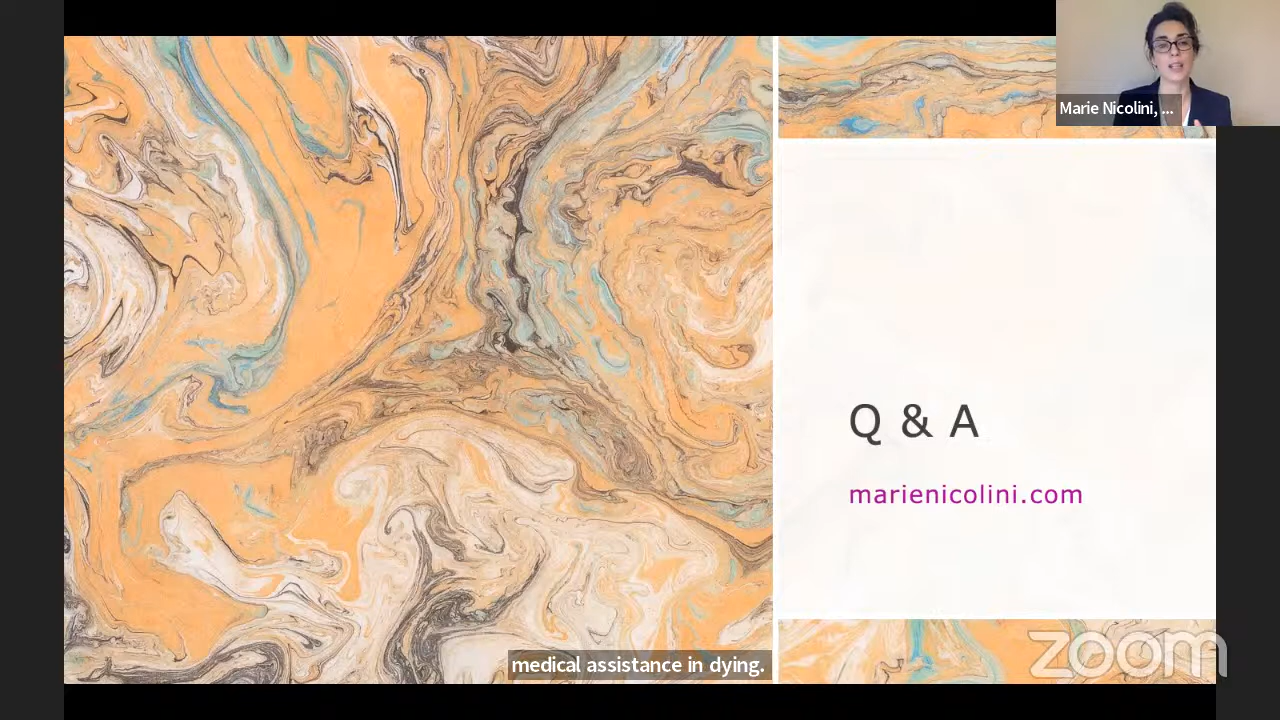 Marie Nicolini, ...
Q & A
marienicolini.com
medical assistance in dying.
zoom